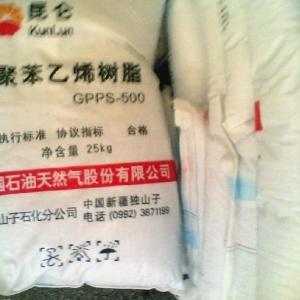 昆仑
KunLun
聚苯乙烯树脂
GPPS-500
执行标准 协议指标 合格
净含量 25kg
国石油天然气股份有限公司
山子石化分公司
中国新疆独山子
电话 (0992) 3871199